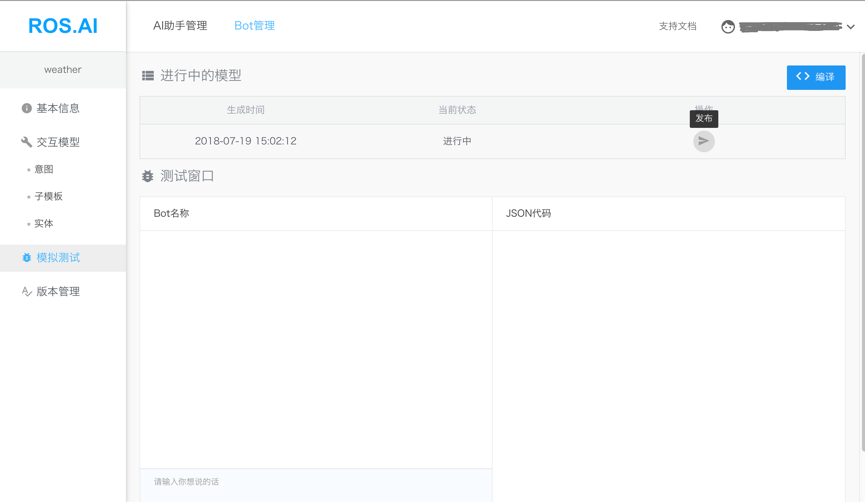 ROS.AI
AI助手管理
Bot管理
支持文档
weather
基本信息
交互模型
意图
子模板
实体
模拟测试
版本管理
进行中的模型
编译
生成时间
当前状态
操作
发布
2018-07-19 15:02:12
进行中
测试窗口
Bot名称
JSON代码
请输入你想说的话